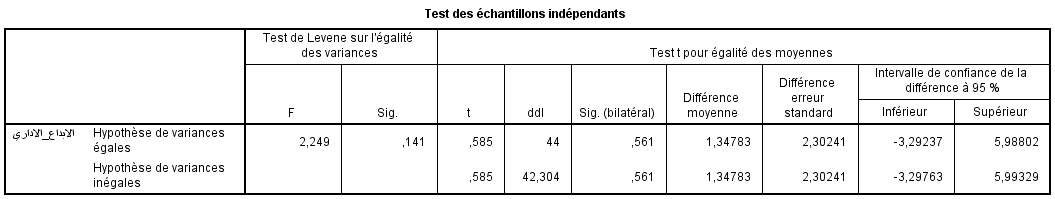 Test des échantillons indépendants
Test de Levene sur l'égalité des variances Test t pour égalité des moyennes
Intervalle de confiance de la différence à 95 %
F Sig. t ddl Sig. (bilatéral) Différence moyenne Différence erreur standard Inférieur Supérieur
الابداع_الاداري Hypothèse de variances égales 2,249 ,141 ,585 44 ,561 1,34783 2,30241 -3,29237 5,98802
Hypothèse de variances inégales ,585 42,304 ,561 1,34783 2,30241 -3,29763 5,99329